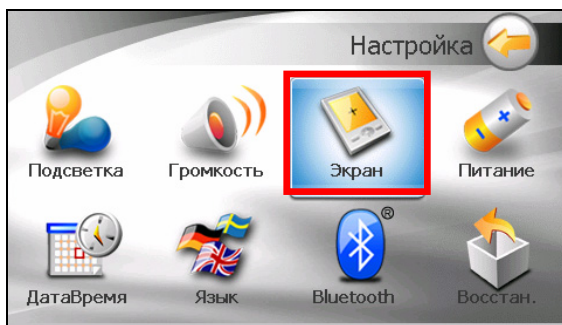 Настройка
Подсветка Громкость Экран Питание
ДатаВремя Язык Bluetooth® Восстан.